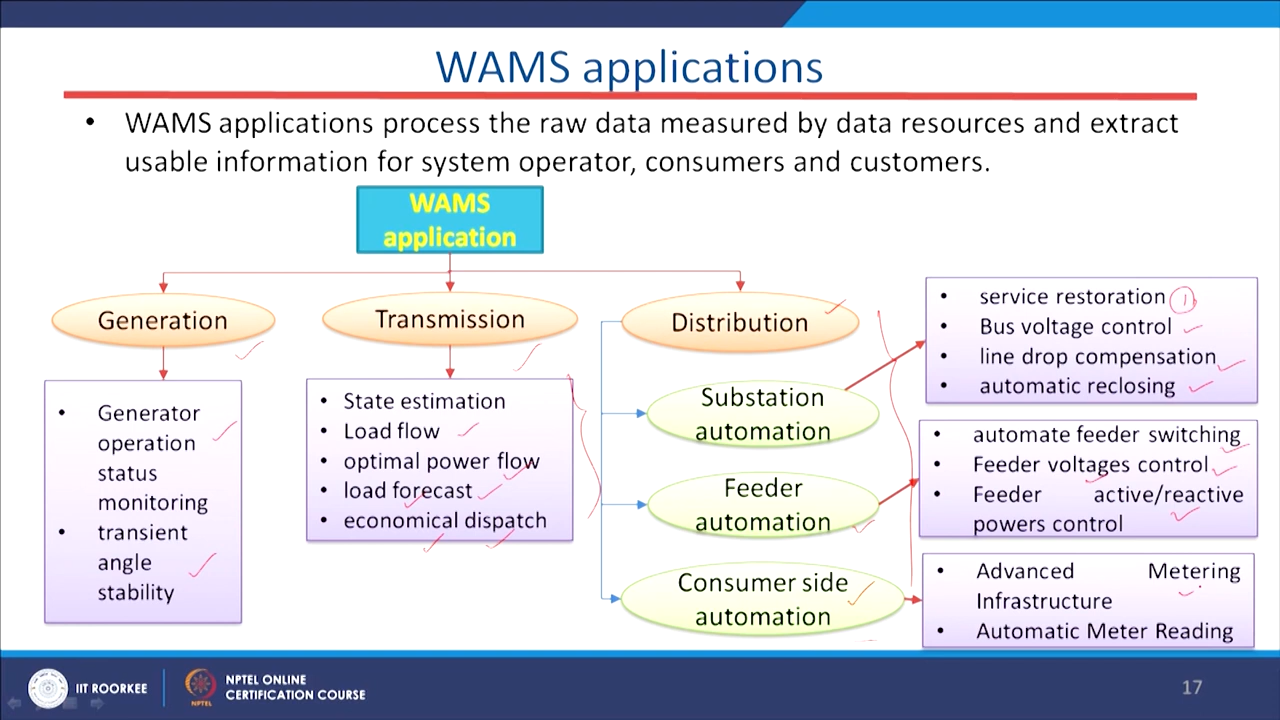 WAMS applications
• WAMS applications process the raw data measured by data resources and extract
usable information for system operator, consumers and customers.
WAMS
application
Generation
• Generator
operation
status
monitoring
• transient
angle
stability
Transmission
• State estimation
• Load flow
• optimal power flow
• load forecast
• economical dispatch
Distribution
Substation
automation
• service restoration 1
• Bus voltage control
• line drop compensation
• automatic reclosing
Feeder
automation
• automate feeder switching
• Feeder voltages control
• Feeder active/reactive
powers control
Consumer side
automation
• Advanced Metering
Infrastructure
• Automatic Meter Reading
IIT ROORKEE
NPTEL
NPTEL ONLINE
CERTIFICATION COURSE
17